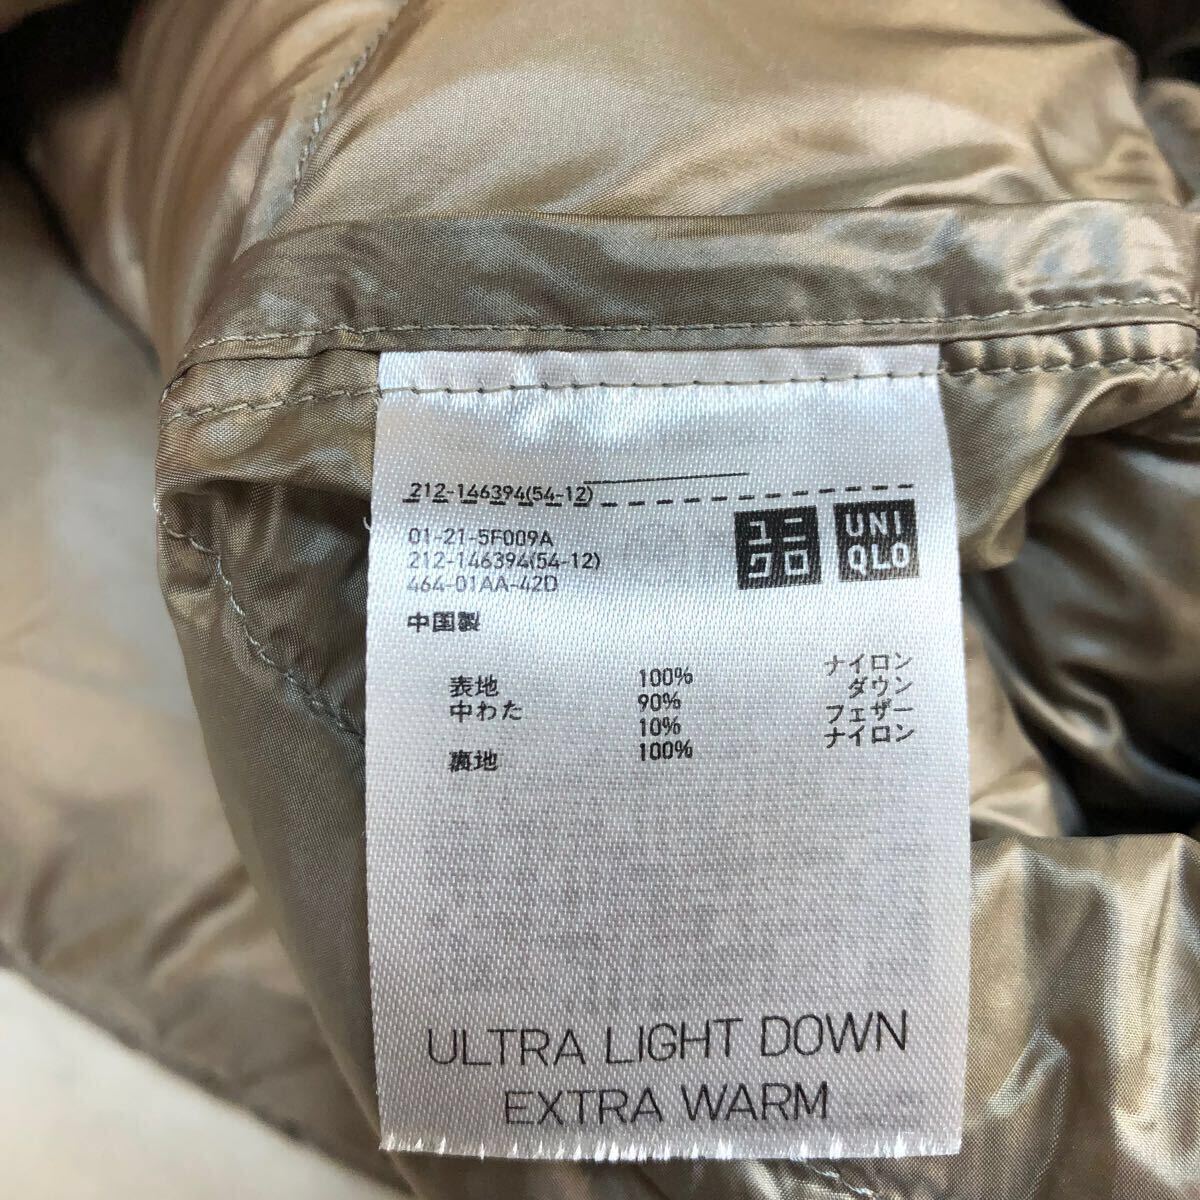 212-146394(54-12)
01-21-5F009A
212-146394(54-12)
464-01AA-42D
中国製
ユニ
クロ
UNI
QLO
表地 100% ナイロン
中わた 90% ダウン
10% フェザー
裏地 100% ナイロン
ULTRA LIGHT DOWN
EXTRA WARM